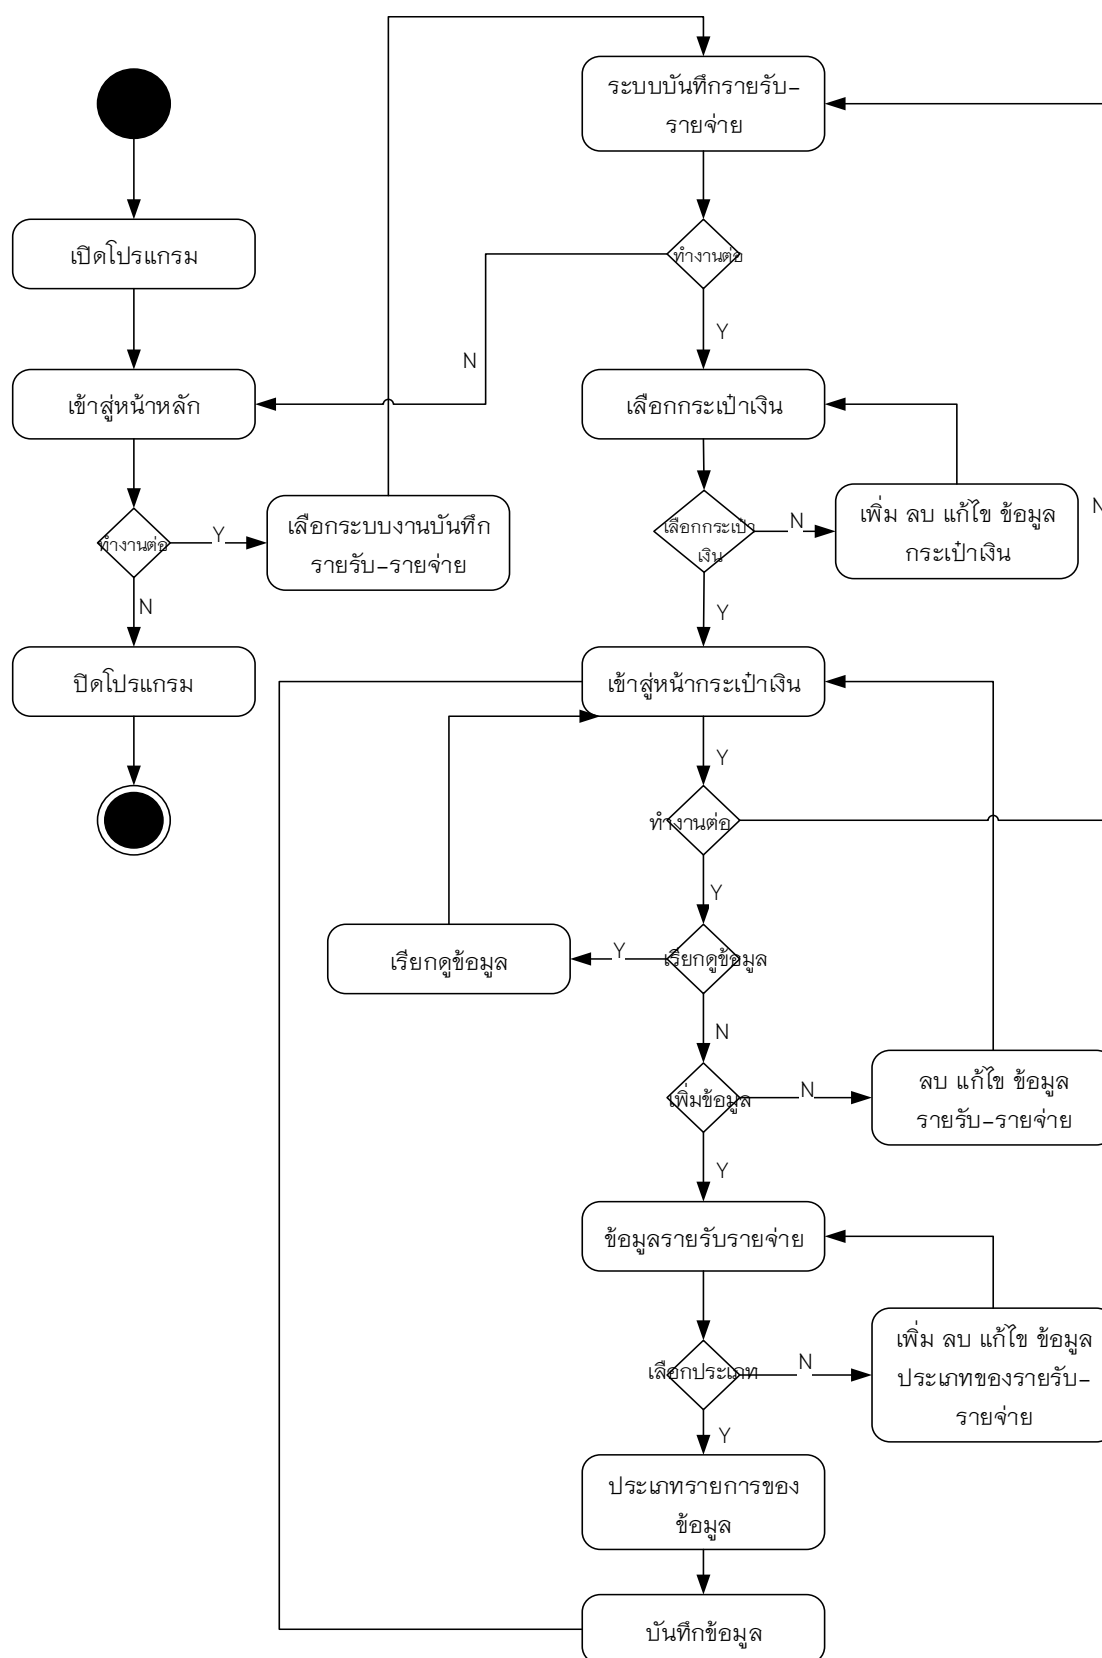 ระบบบันทึกรายรับ-
รายจ่าย
เปิดโปรแกรม
ทำงานต่อ
Y
N
เข้าสู่หน้าหลัก
เลือกกระเป๋าเงิน
ทำงานต่อ
Y
เลือกระบบงานบันทึก
รายรับ-รายจ่าย
เลือกกระเป๋า
เงิน
N
เพิ่ม ลบ แก้ไข ข้อมูล
กระเป๋าเงิน
N
N
Y
ปิดโปรแกรม
เข้าสู่หน้ากระเป๋าเงิน
Y
ทำงานต่อ
Y
เรียกดูข้อมูล
Y
เรียกดูข้อมูล
N
เพิ่มข้อมูล
N
ลบ แก้ไข ข้อมูล
รายรับ-รายจ่าย
Y
ข้อมูลรายรับรายจ่าย
เลือกประเภท
N
เพิ่ม ลบ แก้ไข ข้อมูล
ประเภทของรายรับ-
รายจ่าย
Y
ประเภทรายการของ
ข้อมูล
บันทึกข้อมูล